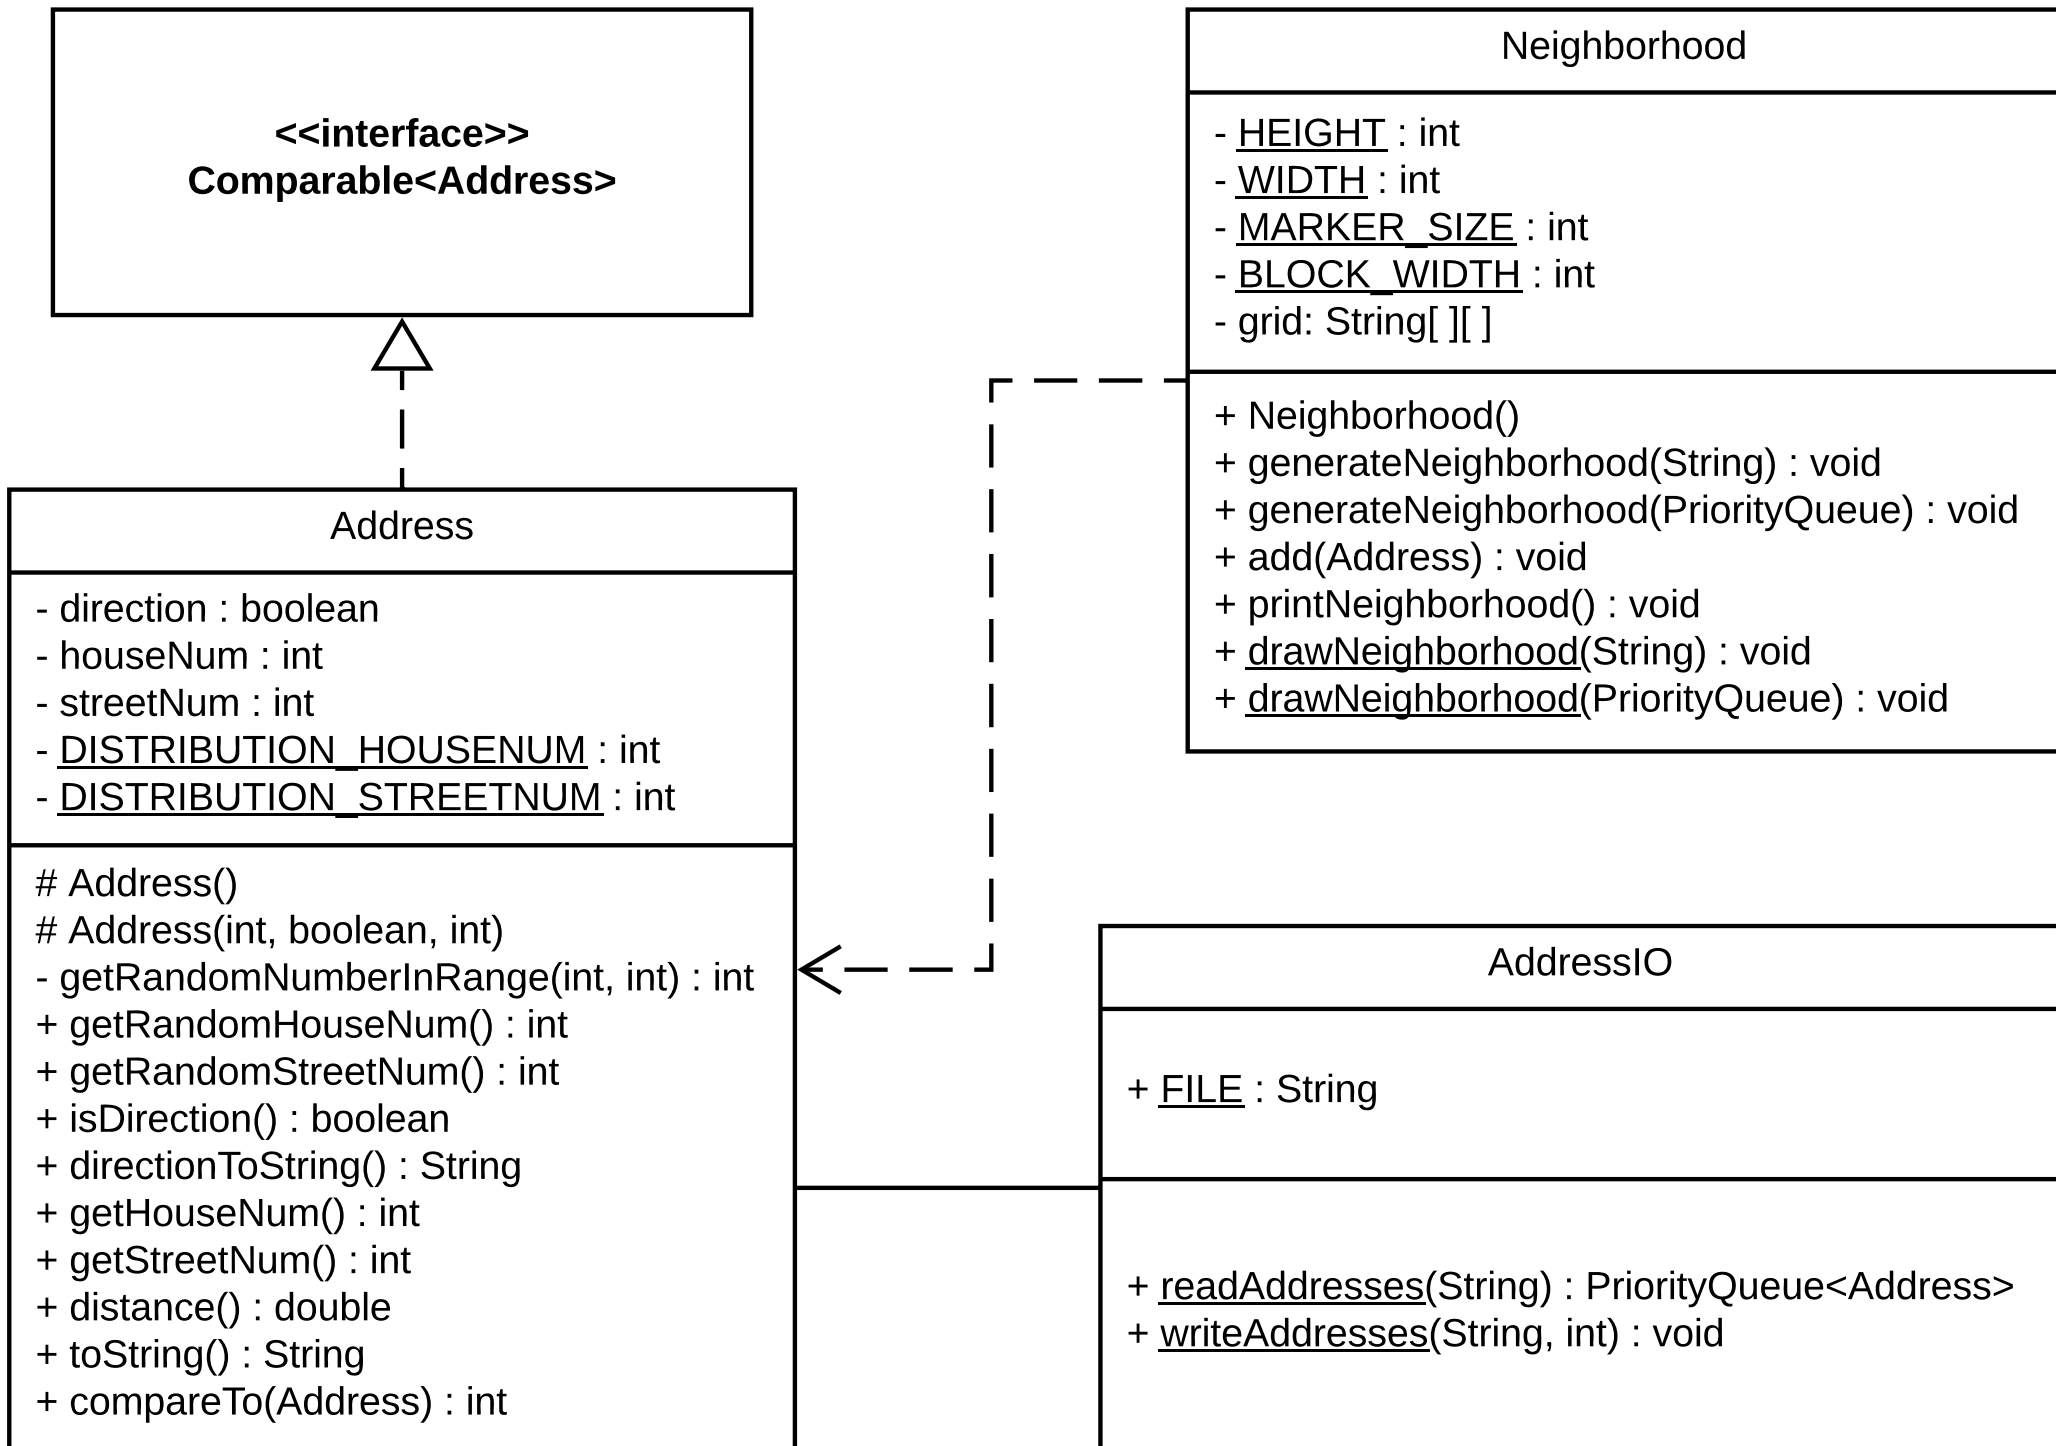 <<interface>>
Comparable<Address>
Address
- direction : boolean
- houseNum : int
- streetNum : int
- DISTRIBUTION_HOUSENUM : int
- DISTRIBUTION_STREETNUM : int
# Address()
# Address(int, boolean, int)
- getRandomNumberInRange(int, int) : int
+ getRandomHouseNum() : int
+ getRandomStreetNum() : int
+ isDirection() : boolean
+ directionToString() : String
+ getHouseNum() : int
+ getStreetNum() : int
+ distance() : double
+ toString() : String
+ compareTo(Address) : int
Neighborhood
- HEIGHT : int
- WIDTH : int
- MARKER_SIZE : int
- BLOCK_WIDTH : int
- grid: String[ ][ ]
+ Neighborhood()
+ generateNeighborhood(String) : void
+ generateNeighborhood(PriorityQueue) : void
+ add(Address) : void
+ printNeighborhood() : void
+ drawNeighborhood(String) : void
+ drawNeighborhood(PriorityQueue) : void
AddressIO
+ FILE : String
+ readAddresses(String) : PriorityQueue<Address>
+ writeAddresses(String, int) : void